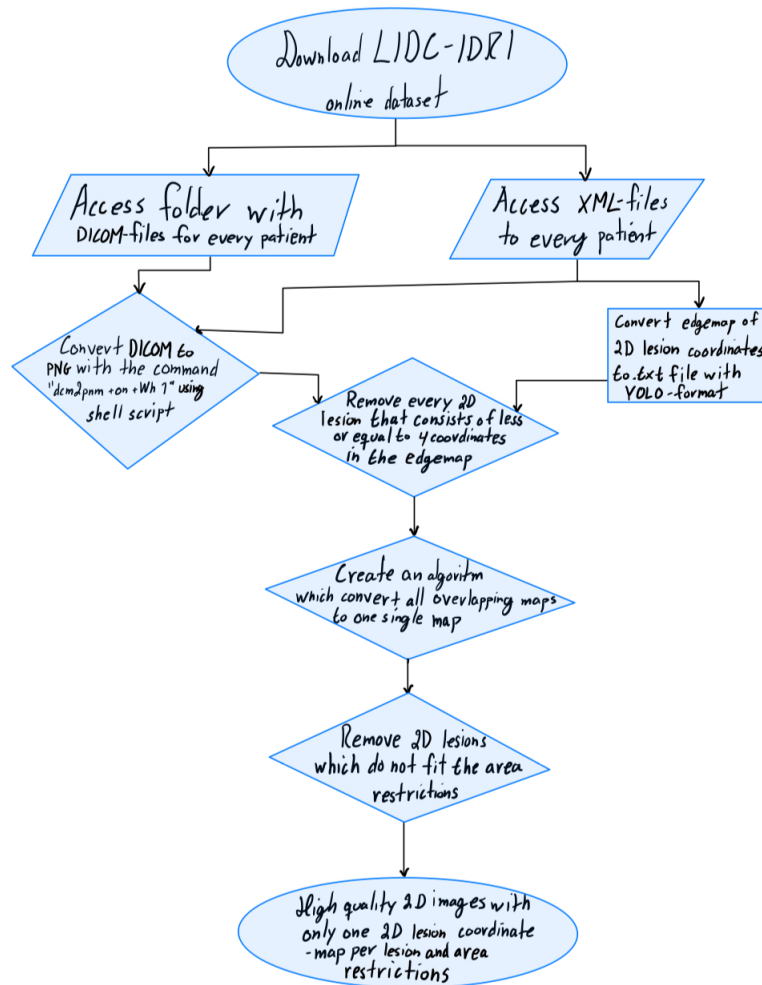 Download LIDC-IDRI
online dataset
Access folder with
DICOM-files for every patient
Access XML-files
to every patient
Convert DICOM to
PNG with the command
"dcm2pnm +on +Wh 7" using
shell script
Convert edgemap of
2D lesion coordinates
to.txt file with
YOLO-format
Remove every 2D
lesion that consists of less
or equal to 4 coordinates
in the edgemap
Create an algoritm
which convert all overlapping maps
to one single map
Remove 2D lesions
which do not fit the area
restrictions
High quality 2D images with
only one 2D lesion coordinate
-map per lesion and area
restrictions